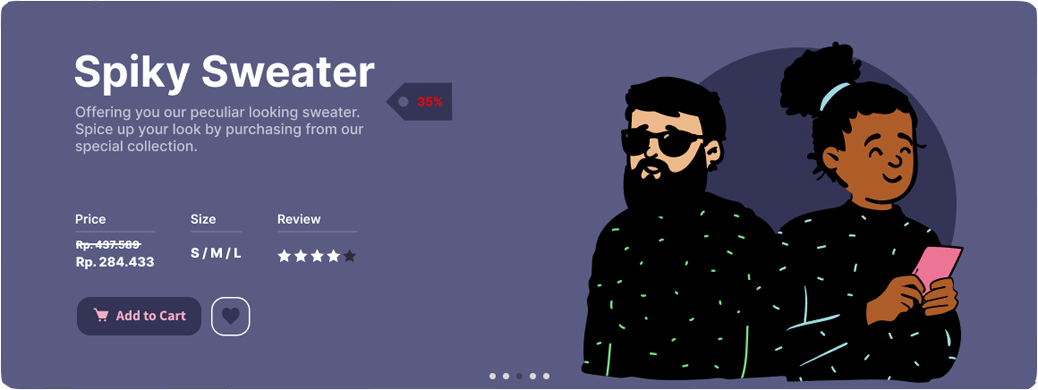 Spiky Sweater
35%
Offering you our peculiar looking sweater.
Spice up your look by purchasing from our
special collection.
Price
Size
Review
Rp. 437.589
S / M / L
Rp. 284.433
Add to Cart